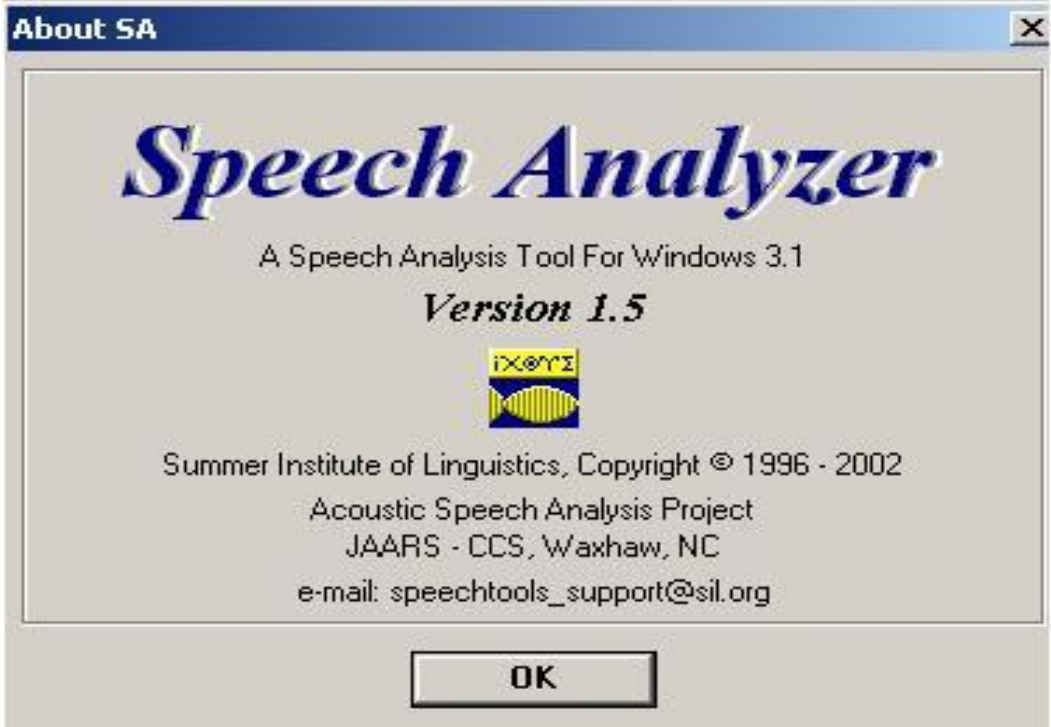 About SA
Speech Analyzer
A Speech Analysis Tool For Windows 3.1
Version 1.5
ΙΧΘΥΣ
Summer Institute of Linguistics, Copyright © 1996 - 2002
Acoustic Speech Analysis Project
JAARS - CCS, Waxhaw, NC
e-mail: speechtools_support@sil.org
OK